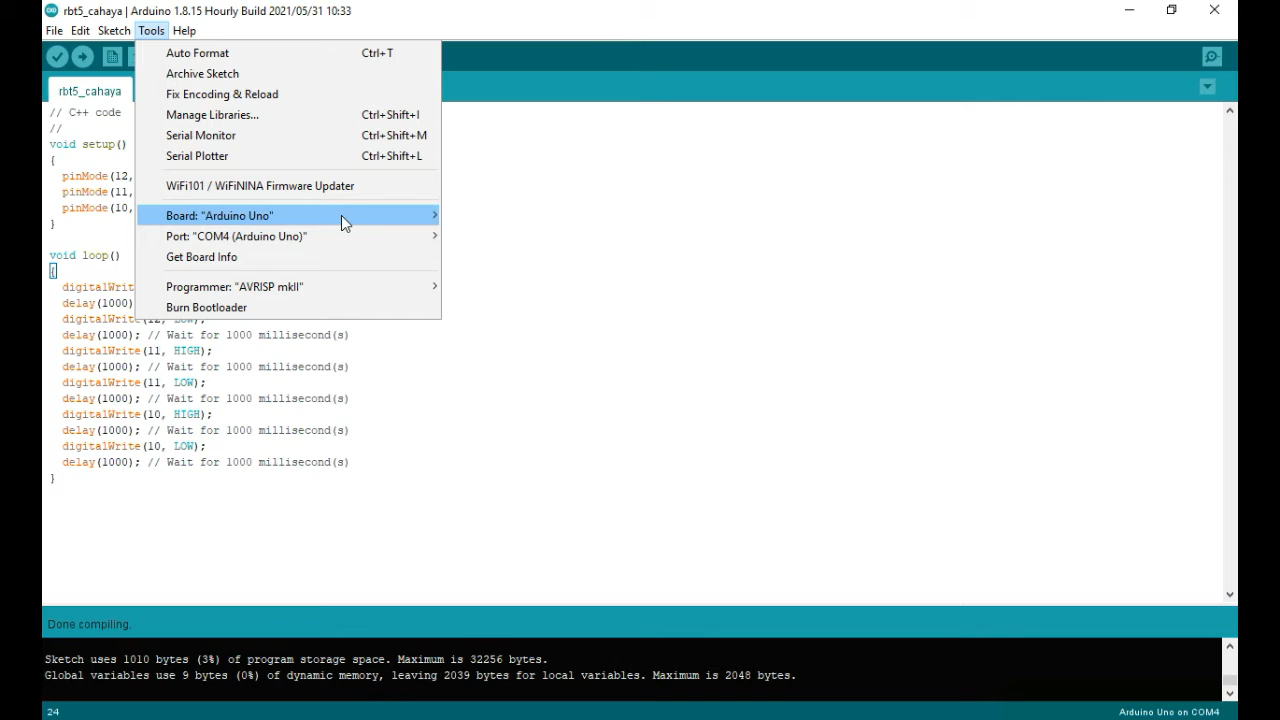 rbt5_cahaya | Arduino 1.8.15 Hourly Build 2021/05/31 10:33
File Edit Sketch Tools Help
Auto Format Ctrl+T
Archive Sketch
Fix Encoding & Reload
Manage Libraries... Ctrl+Shift+I
Serial Monitor Ctrl+Shift+M
Serial Plotter Ctrl+Shift+L
WiFi101 / WiFiNINA Firmware Updater
Board: "Arduino Uno"
Port: "COM4 (Arduino Uno)"
Get Board Info
Programmer: "AVRISP mkII"
Burn Bootloader
rbt5_cahaya
// C++ code
//
void setup()
{
pinMode(12,
pinMode(11,
pinMode(10,
}
void loop()
{
digitalWrit
delay(1000)
digitalWrite(12, LOW);
delay(1000); // Wait for 1000 millisecond(s)
digitalWrite(11, HIGH);
delay(1000); // Wait for 1000 millisecond(s)
digitalWrite(11, LOW);
delay(1000); // Wait for 1000 millisecond(s)
digitalWrite(10, HIGH);
delay(1000); // Wait for 1000 millisecond(s)
digitalWrite(10, LOW);
delay(1000); // Wait for 1000 millisecond(s)
}
Done compiling.
Sketch uses 1010 bytes (3%) of program storage space. Maximum is 32256 bytes.
Global variables use 9 bytes (0%) of dynamic memory, leaving 2039 bytes for local variables. Maximum is 2048 bytes.
24
Arduino Uno on COM4